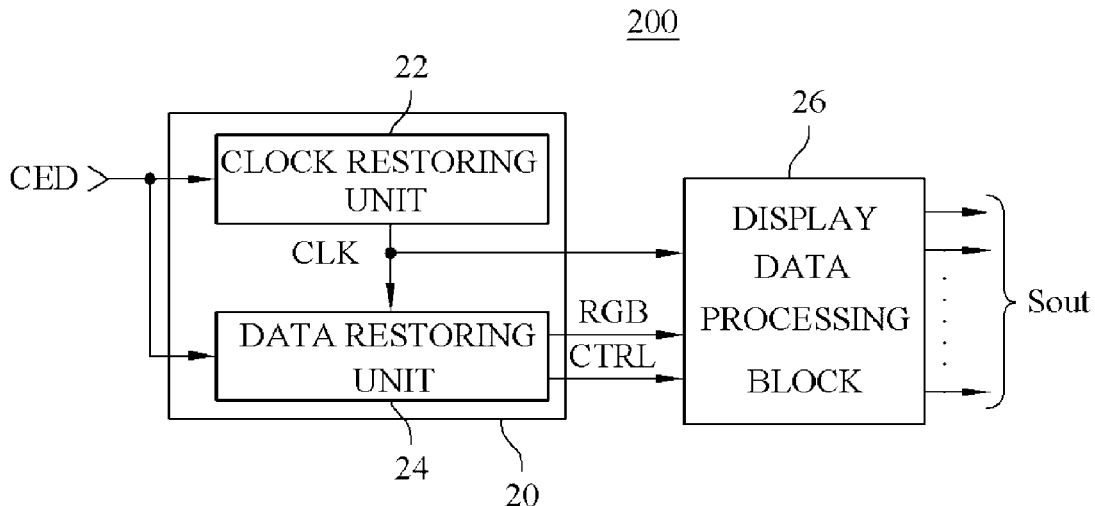 200
22
26
CED
CLOCK RESTORING
UNIT
CLK
DATA RESTORING
UNIT
RGB
CTRL
DISPLAY
DATA
PROCESSING
BLOCK
Sout
24
20